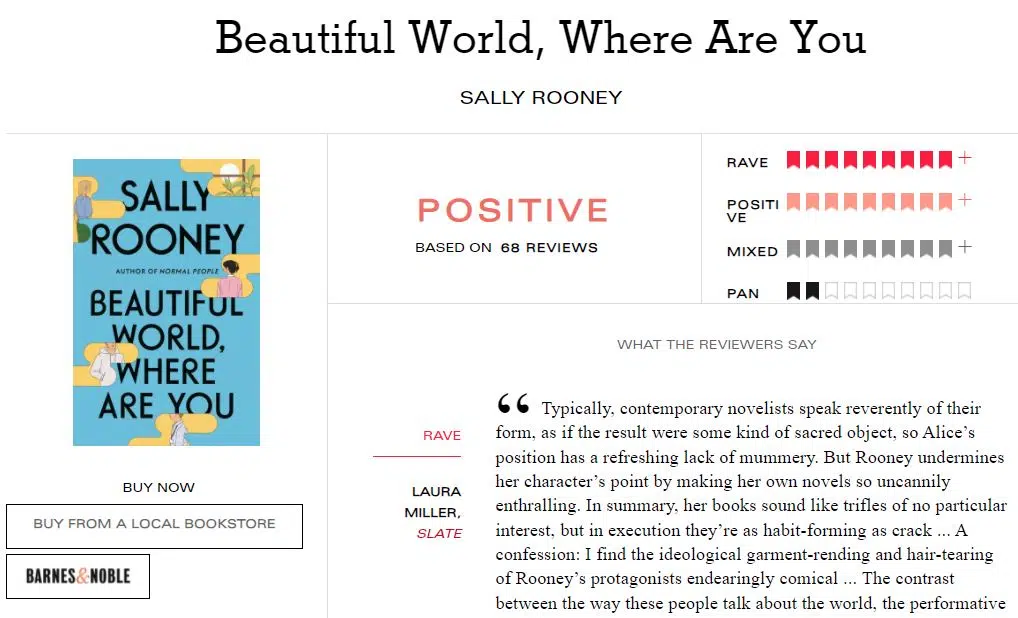 Beautiful World, Where Are You
SALLY ROONEY
SALLY
ROONEY
AUTHOR OF NORMAL PEOPLE
BEAUTIFUL
WORLD,
WHERE
ARE YOU
BUY NOW
BUY FROM A LOCAL BOOKSTORE
BARNES&NOBLE
POSITIVE
BASED ON 68 REVIEWS
RAVE
POSITI
VE
MIXED
PAN
WHAT THE REVIEWERS SAY
RAVE
LAURA
MILLER,
SLATE
“ Typically, contemporary novelists speak reverently of their
form, as if the result were some kind of sacred object, so Alice’s
position has a refreshing lack of mummery. But Rooney undermines
her character’s point by making her own novels so uncannily
enthralling. In summary, her books sound like trifles of no particular
interest, but in execution they’re as habit-forming as crack ... A
confession: I find the ideological garment-rending and hair-tearing
of Rooney’s protagonists endearingly comical ... The contrast
between the way these people talk about the world, the performative